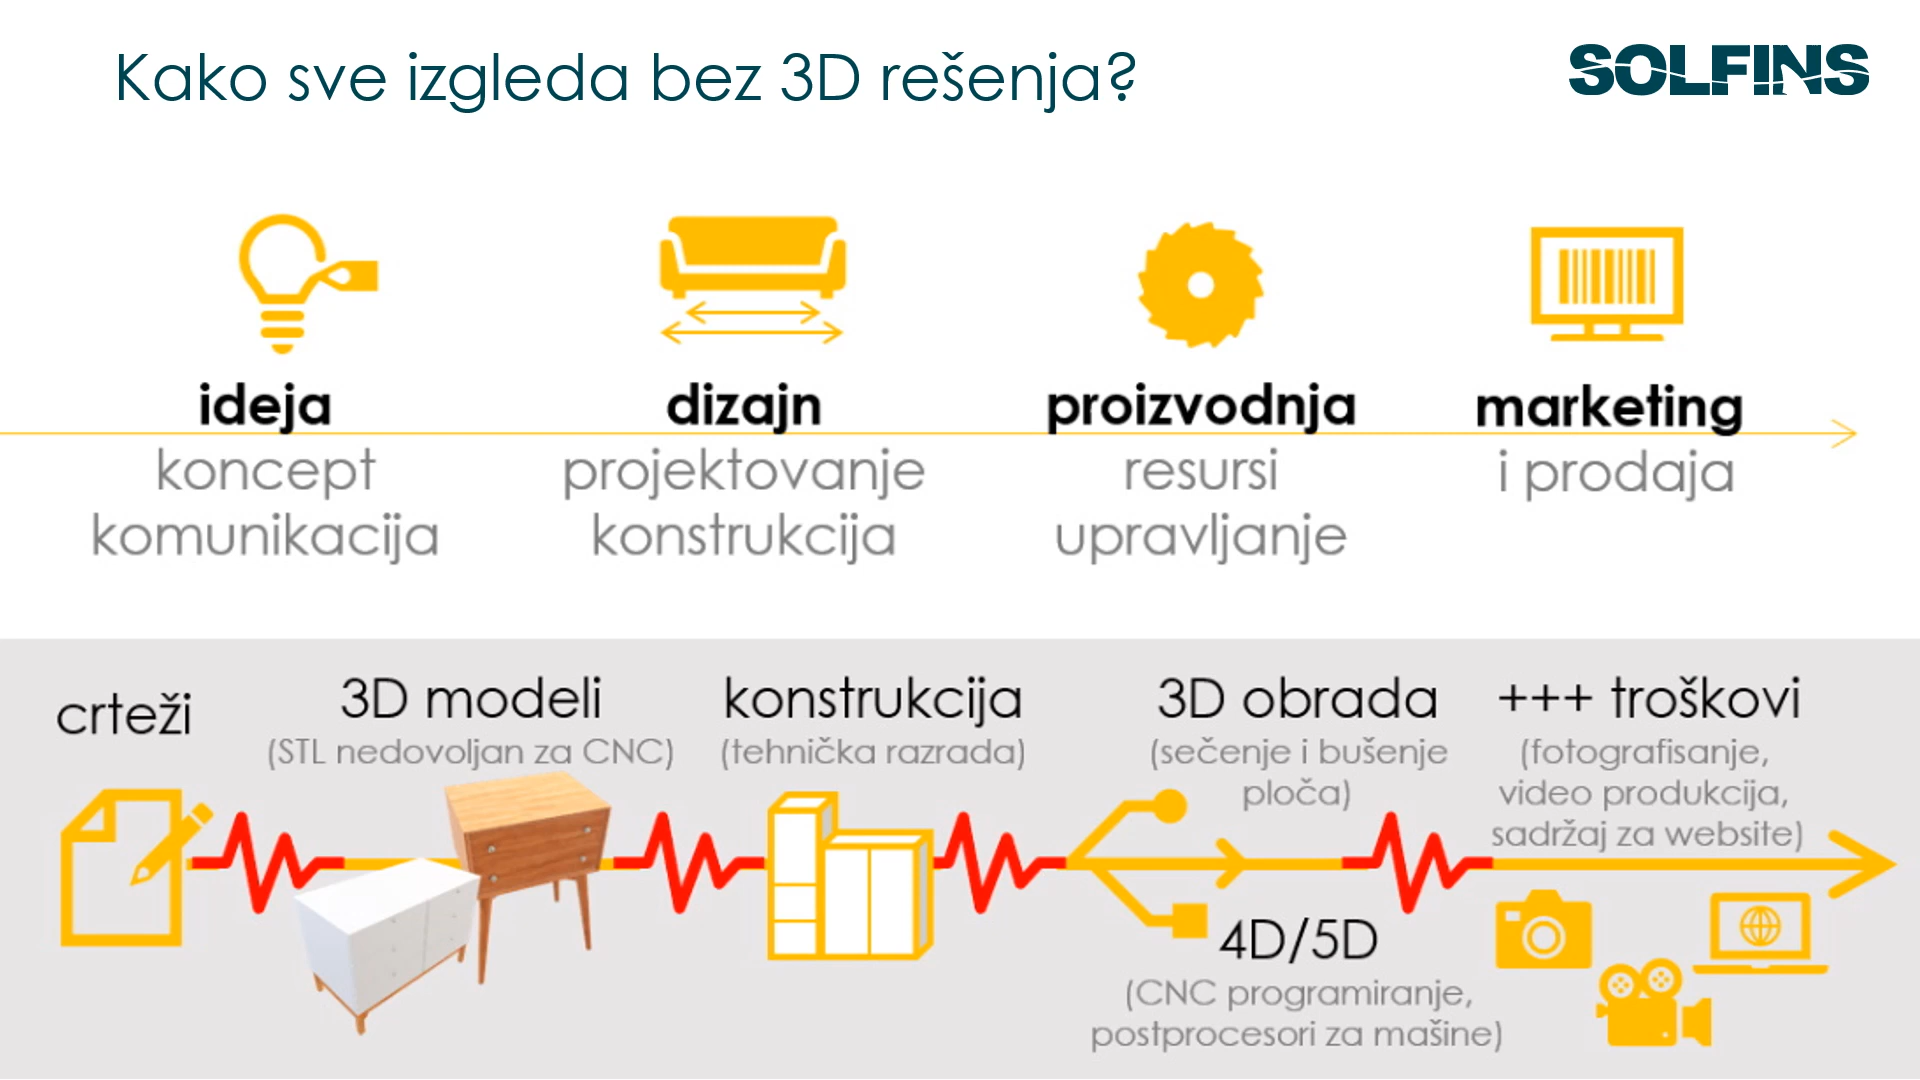 Kako sve izgleda bez 3D rešenja?
SOLFINS
ideja
koncept
komunikacija
dizajn
projektovanje
konstrukcija
proizvodnja
resursi
upravljanje
marketing
i prodaja
crteži
3D modeli
(STL nedovoljan za CNC)
konstrukcija
(tehnička razrada)
3D obrada
(sečenje i bušenje
ploča)
4D/5D
(CNC programiranje,
postprocesori za mašine)
+++ troškovi
(fotografisanje,
video produkcija,
sadržaj za website)